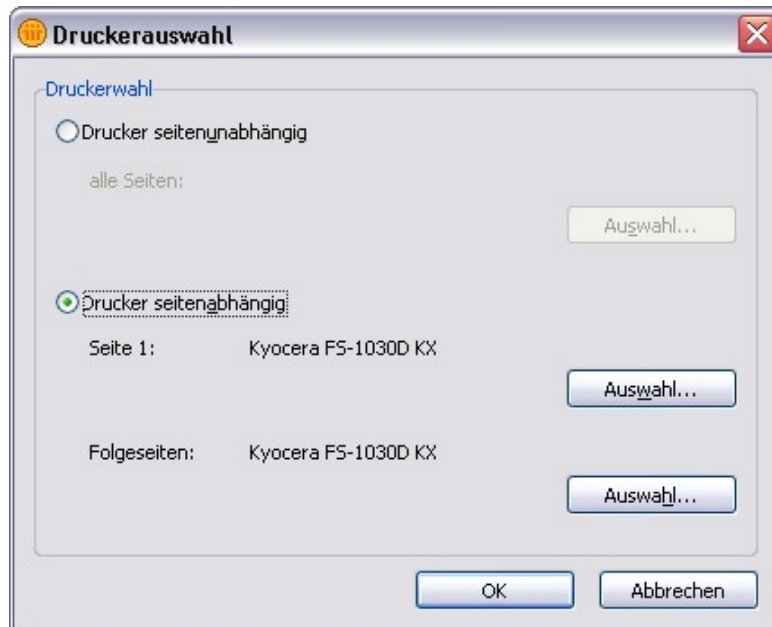 Druckerauswahl
Druckerwahl
Drucker seitenunabhängig
alle Seiten:
Auswahl...
Drucker seitenabhängig
Seite 1: Kyocera FS-1030D KX
Auswahl...
Folgeseiten: Kyocera FS-1030D KX
Auswahl...
OK Abbrechen